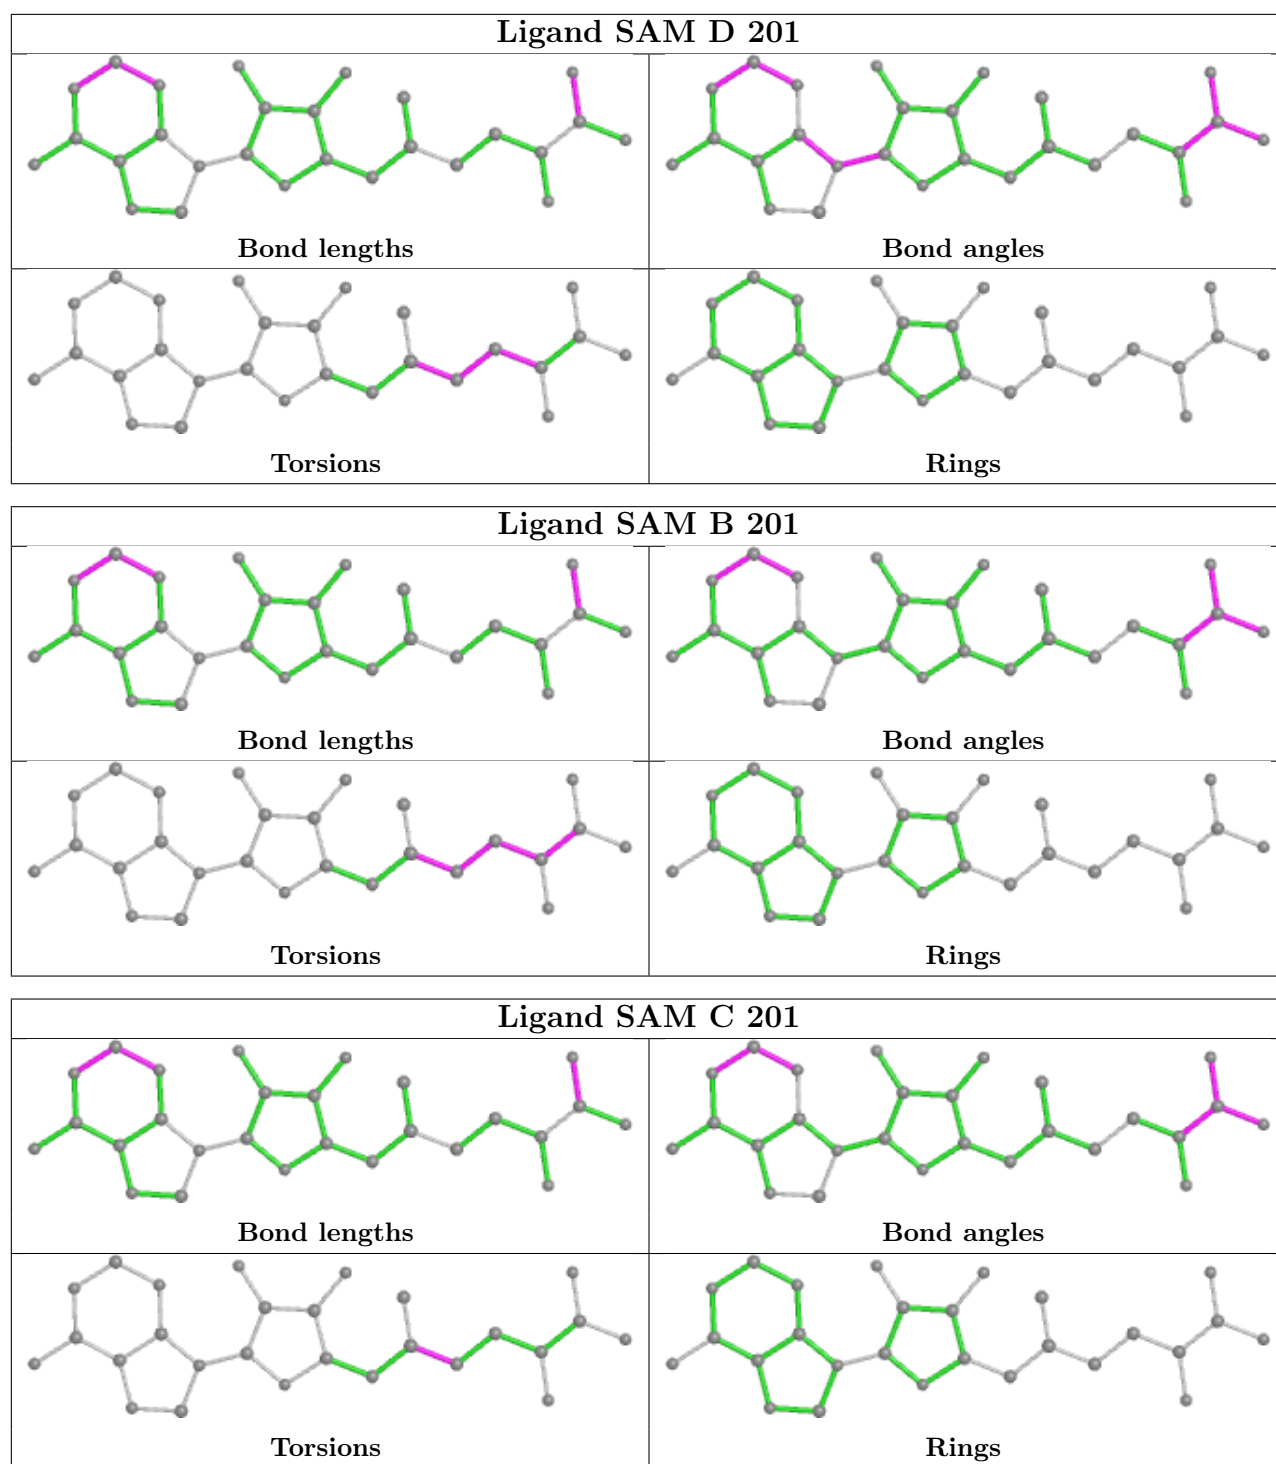 Ligand SAM D 201
Bond lengths
Bond angles
Torsions
Rings
Ligand SAM B 201
Bond lengths
Bond angles
Torsions
Rings
Ligand SAM C 201
Bond lengths
Bond angles
Torsions
Rings